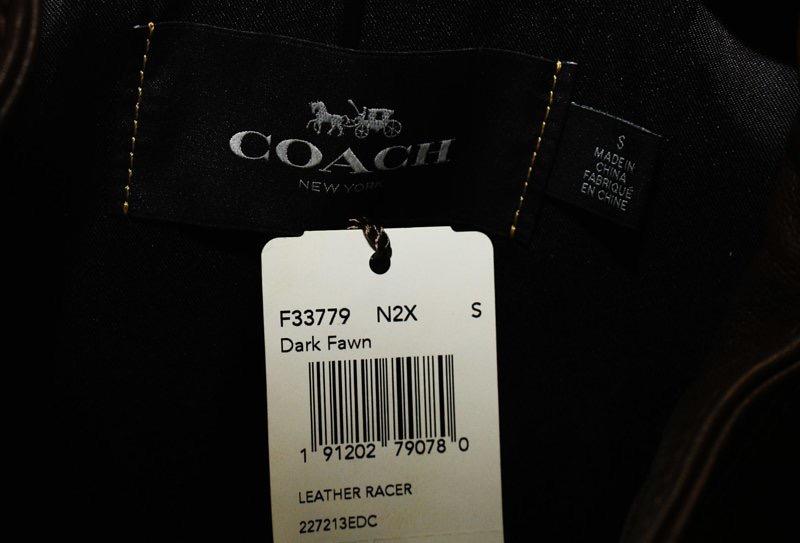 COACH
NEW YORK
S
MADE IN
CHINA
FABRIQUÉ
EN CHINE
F33779 N2X S
Dark Fawn
1 91202 79078 0
LEATHER RACER
227213EDC